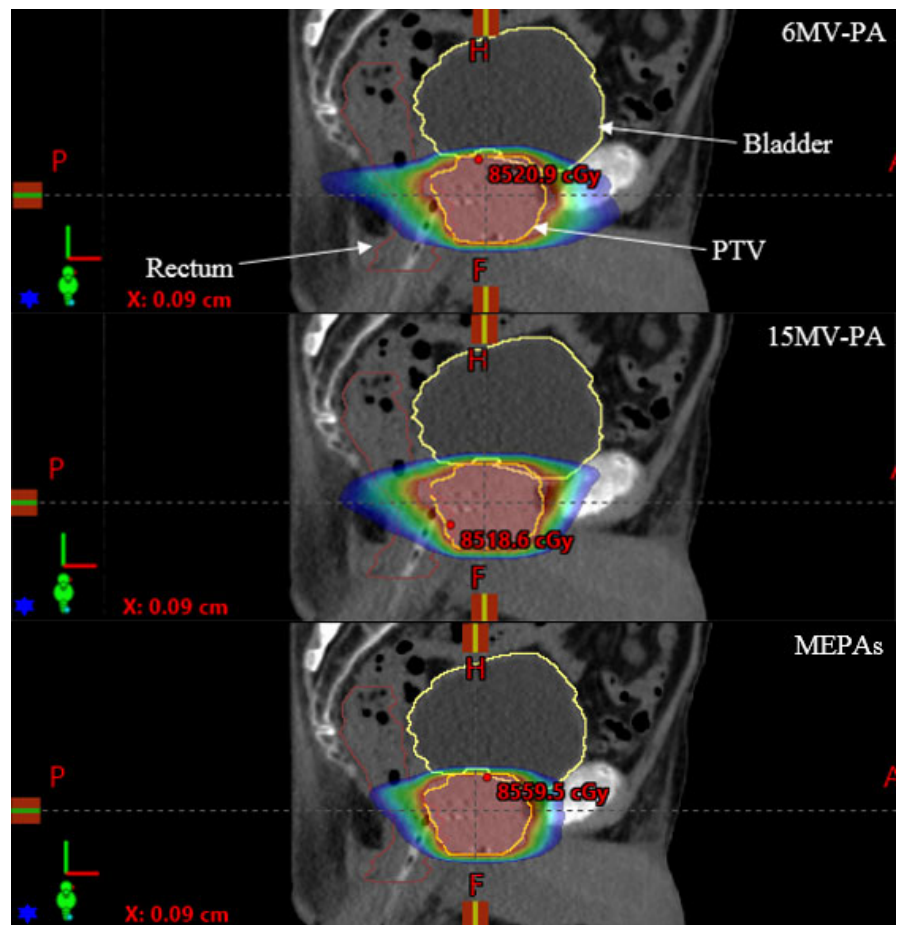 6MV-PA
H
Bladder
P
A
8520.9 cGy
PTV
Rectum
F
X: 0.09 cm
15MV-PA
H
P
A
8518.6 cGy
F
X: 0.09 cm
MEPAs
H
P
A
8559.5 cGy
F
X: 0.09 cm